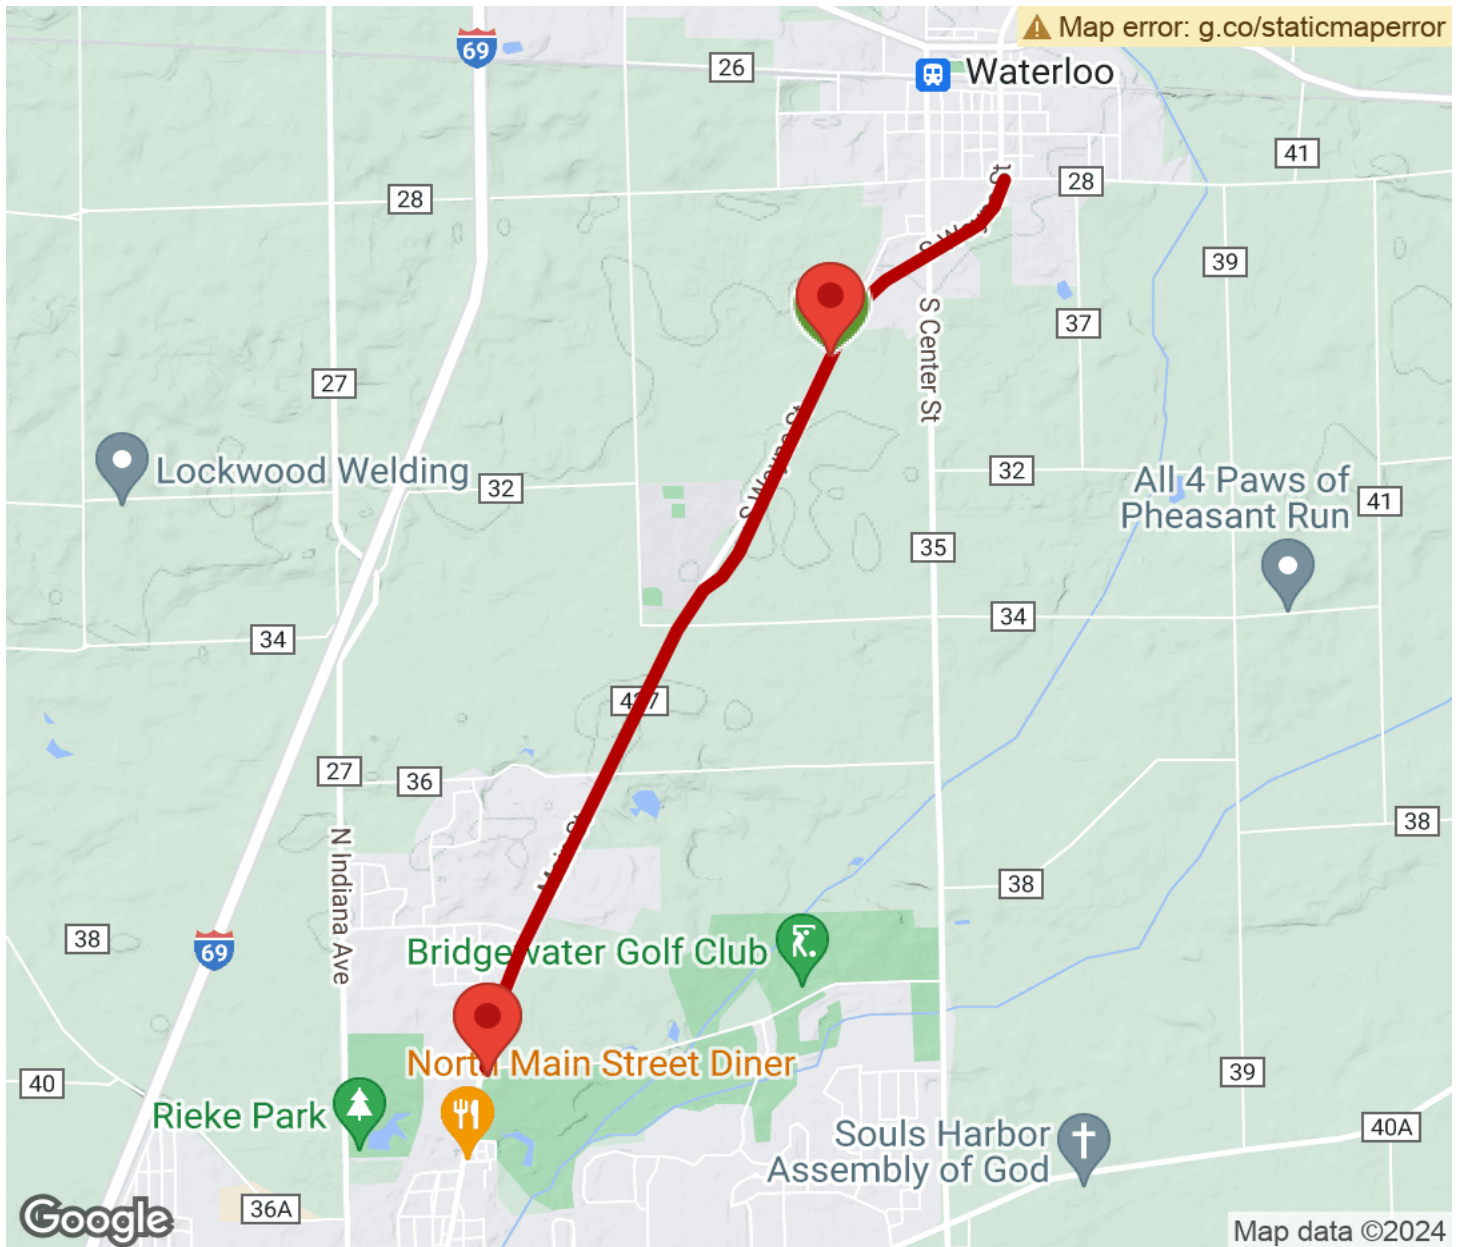 Map error: g.co/staticmaperror
69
26
Waterloo
41
28
28
St
39
37
27
S Center St
S Wayne St
Lockwood Welding
32
32
All 4 Paws of
Pheasant Run
41
35
34
34
27
36
N Indiana Ave
38
38
38
69
Bridgewater Golf Club
North Main Street Diner
40
39
Rieke Park
Souls Harbor
Assembly of God
40A
36A
Google
Map data ©2024